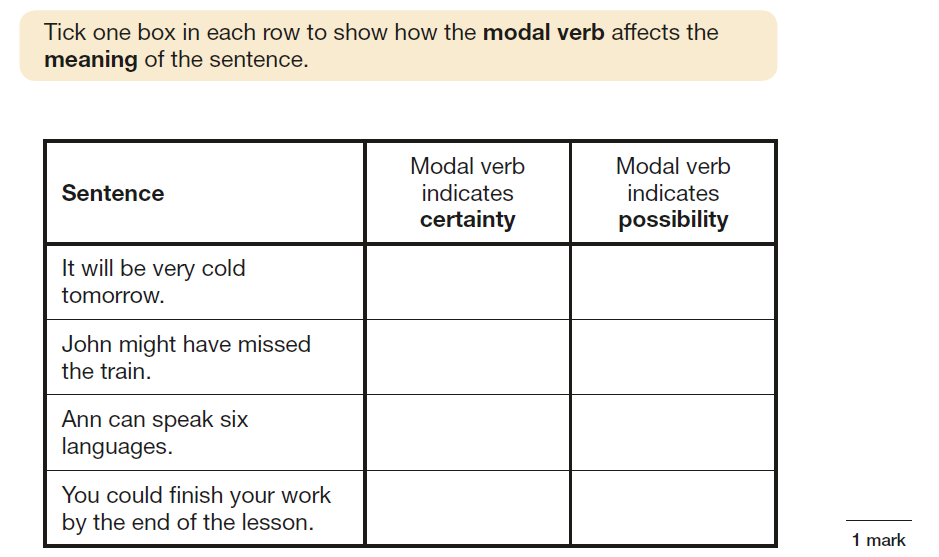 Tick one box in each row to show how the modal verb affects the
meaning of the sentence.
Sentence
Modal verb
indicates
certainty
Modal verb
indicates
possibility
It will be very cold
tomorrow.
John might have missed
the train.
Ann can speak six
languages.
You could finish your work
by the end of the lesson.
1 mark